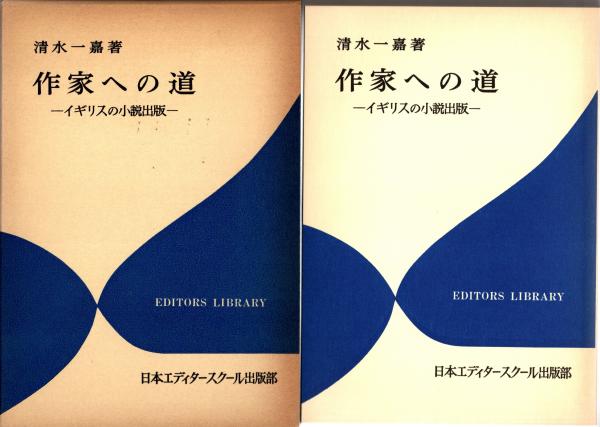 清水一嘉著
作家への道
―イギリスの小説出版―
EDITORS LIBRARY
日本エディタースクール出版部
清水一嘉著
作家への道
―イギリスの小説出版―
EDITORS LIBRARY
日本エディタースクール出版部